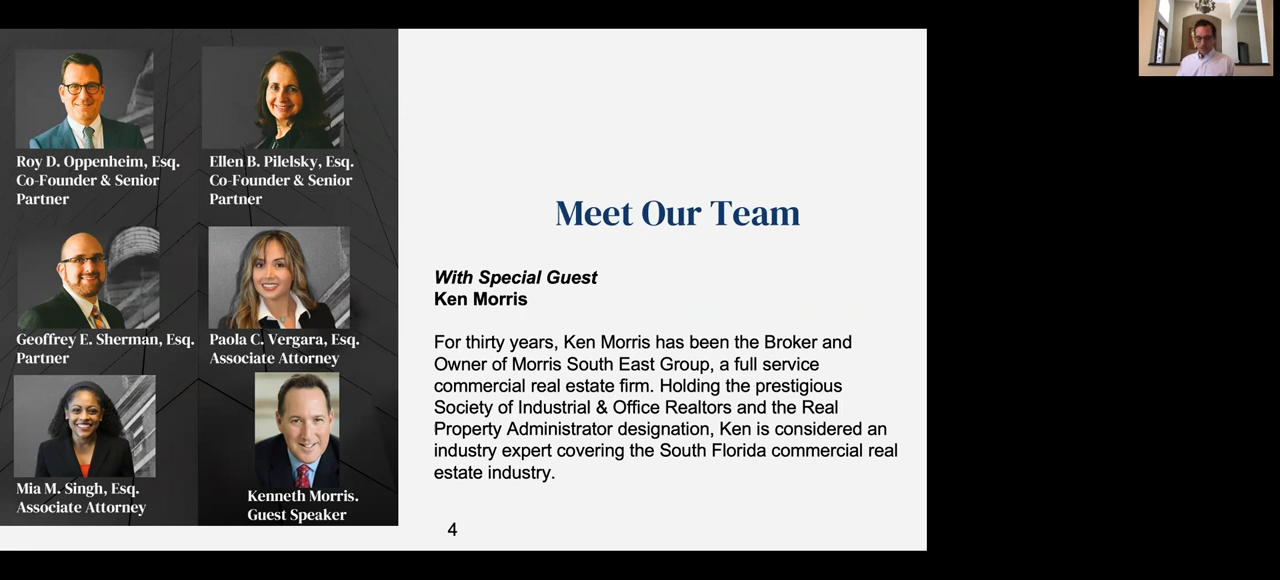 Roy D. Oppenheim, Esq.
Co-Founder & Senior
Partner
Ellen B. Pilelsky, Esq.
Co-Founder & Senior
Partner
Geoffrey E. Sherman, Esq.
Partner
Paola C. Vergara, Esq.
Associate Attorney
Mia M. Singh, Esq.
Associate Attorney
Kenneth Morris.
Guest Speaker
Meet Our Team
With Special Guest
Ken Morris
For thirty years, Ken Morris has been the Broker and
Owner of Morris South East Group, a full service
commercial real estate firm. Holding the prestigious
Society of Industrial & Office Realtors and the Real
Property Administrator designation, Ken is considered an
industry expert covering the South Florida commercial real
estate industry.
4